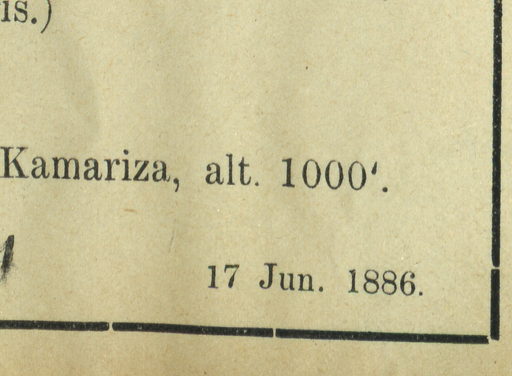 is.)
Kamariza, alt. 1000'.
17 Jun. 1886.